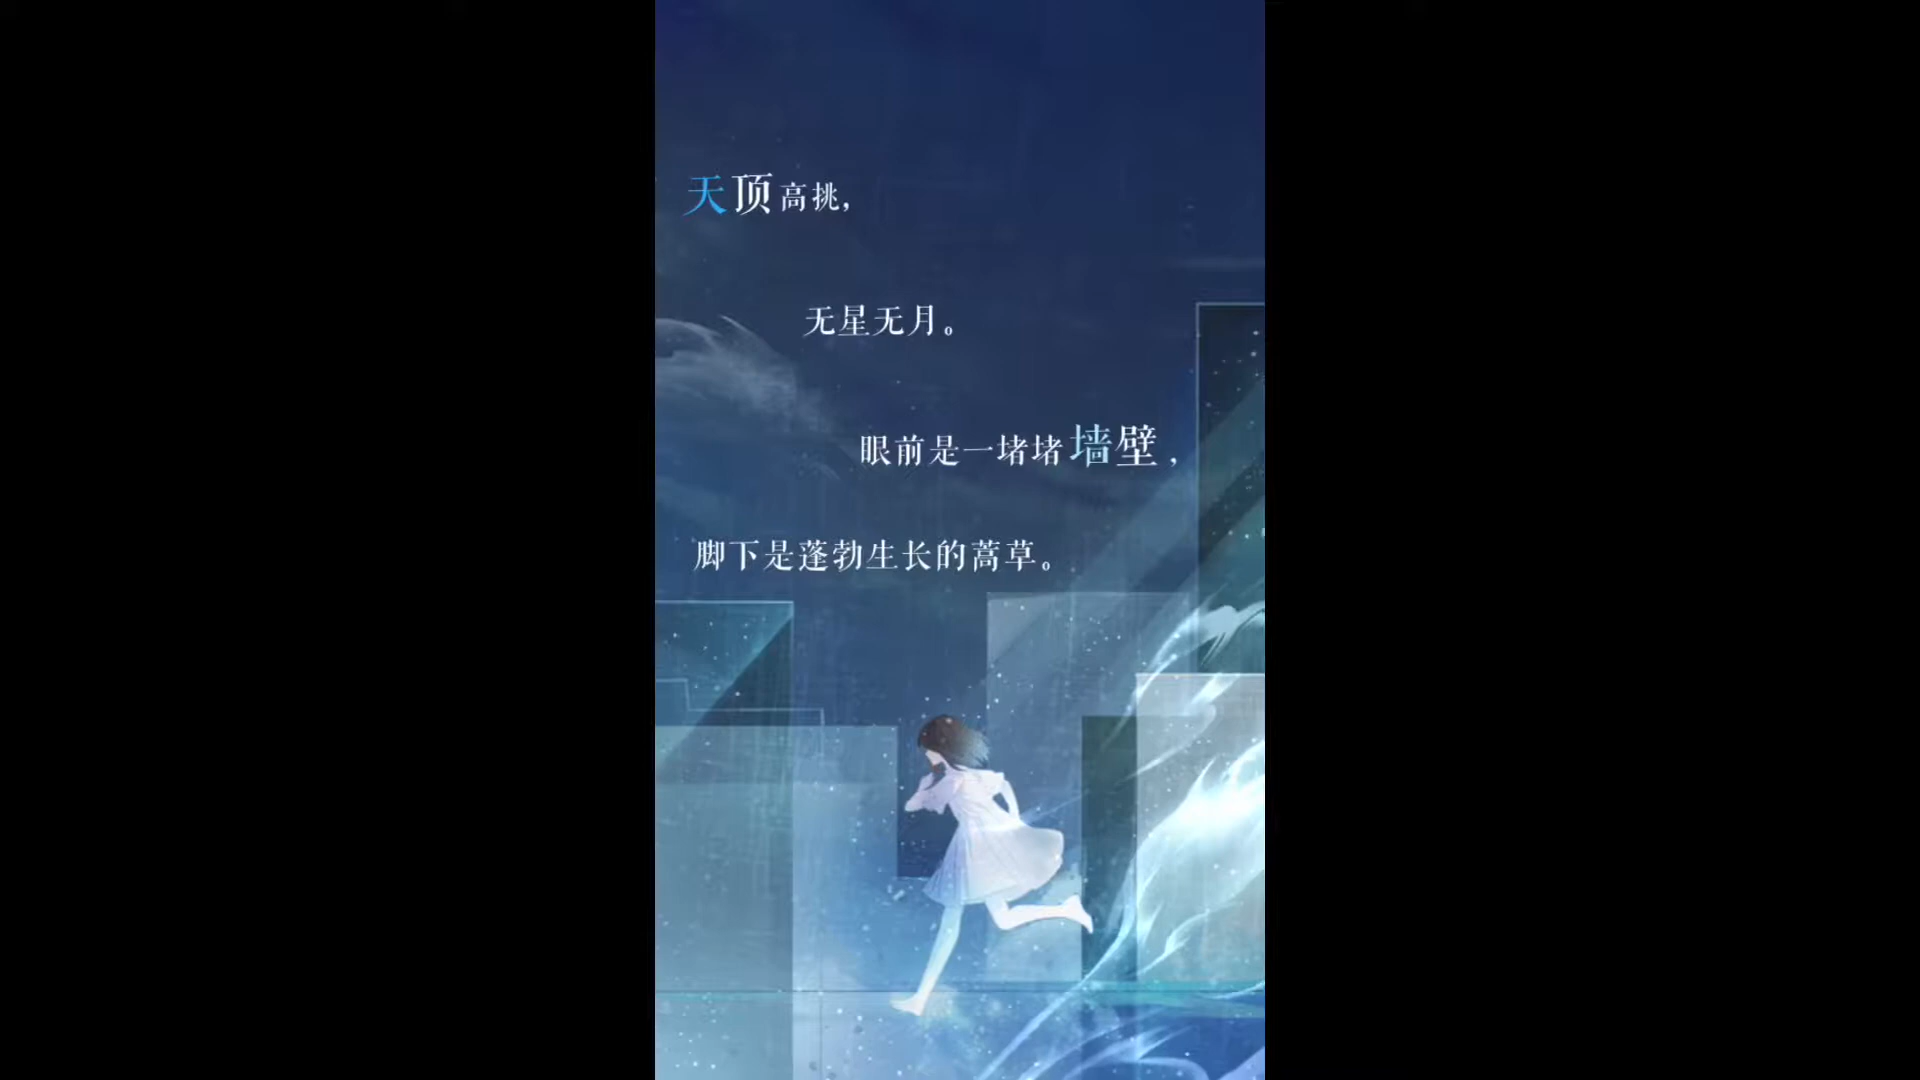 天顶高挑，
无星无月。
眼前是一堵堵墙壁，
脚下是蓬勃生长的蒿草。